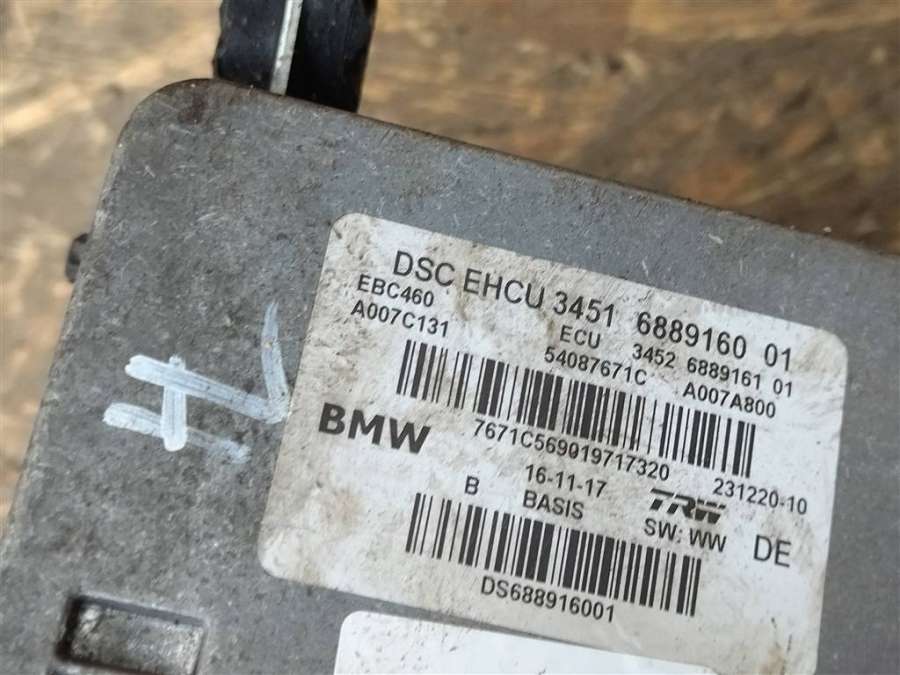 DSC EHCU 3451 6889160 01
EBC460 ECU 3452 6889161 01
A007C131 54087671C A007A800
7671C569019717320 231220-10
BMW
16-11-17 TRW
B BASIS SW: WW DE
DS688916001